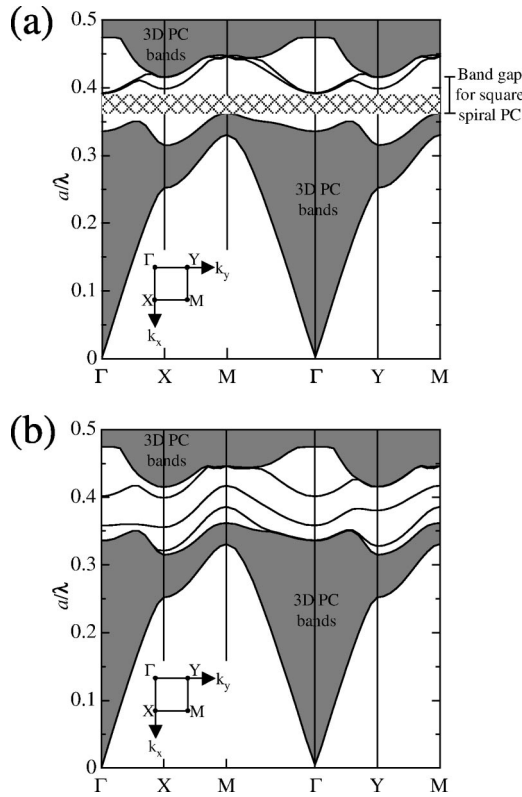 (a)
0.5
3D PC
bands
0.4
Band gap
for square
spiral PC
0.3
a/λ
3D PC
bands
0.2
Γ Y
k_y
0.1
X M
k_x
0
Γ X M Γ Y M
(b)
0.5
3D PC
bands
0.4
0.3
a/λ
3D PC
bands
0.2
Γ Y
k_y
0.1
X M
k_x
0
Γ X M Γ Y M